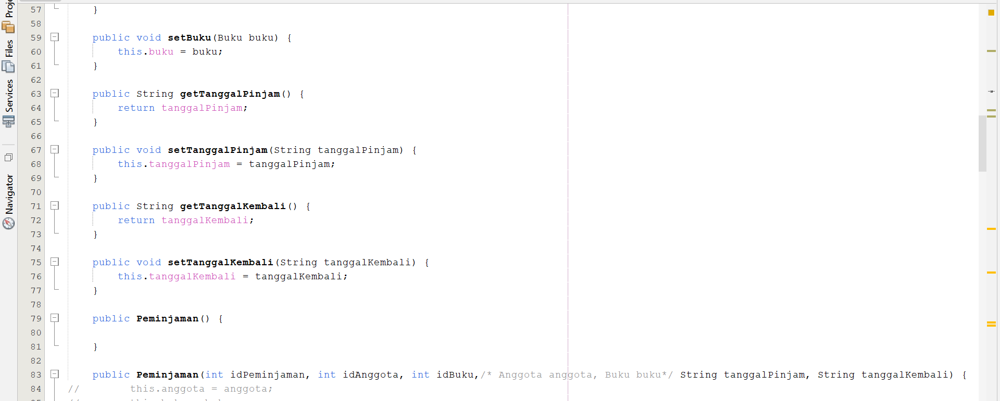 Files
Services
Navigator
57 }
58
59 public void setBuku(Buku buku) {
60 this.buku = buku;
61 }
62
63 public String getTanggalPinjam() {
64 return tanggalPinjam;
65 }
66
67 public void setTanggalPinjam(String tanggalPinjam) {
68 this.tanggalPinjam = tanggalPinjam;
69 }
70
71 public String getTanggalKembali() {
72 return tanggalKembali;
73 }
74
75 public void setTanggalKembali(String tanggalKembali) {
76 this.tanggalKembali = tanggalKembali;
77 }
78
79 public Peminjaman() {
80
81 }
82
83 public Peminjaman(int idPeminjaman, int idAnggota, int idBuku,/* Anggota anggota, Buku buku*/ String tanggalPinjam, String tanggalKembali) {
84 // this.anggota = anggota;